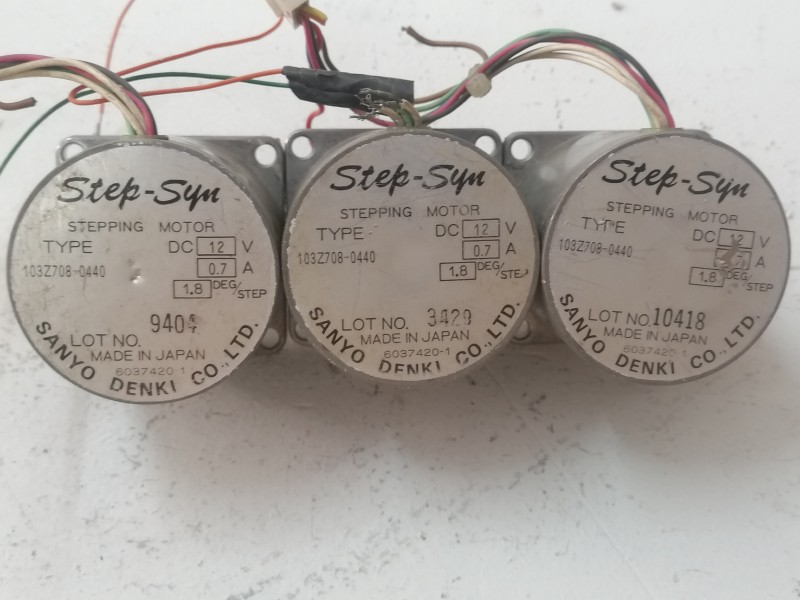 Step-Syn
STEPPING MOTOR
TYPE
DC 12 V
103Z708-0440
0.7 A
1.8 DEG/STEP
LOT NO. 9404
MADE IN JAPAN
6037420-1
SANYO DENKI CO., LTD.
Step-Syn
STEPPING MOTOR
TYPE
DC 12 V
103Z708-0440
0.7 A
1.8 DEG/STEP
LOT NO. 3429
MADE IN JAPAN
6037420-1
SANYO DENKI CO., LTD.
Step-Syn
STEPPING MOTOR
TYPE
DC 12 V
103Z708-0440
A
1.8 DEG/STEP
LOT NO. 10418
MADE IN JAPAN
6037420-1
SANYO DENKI CO., LTD.